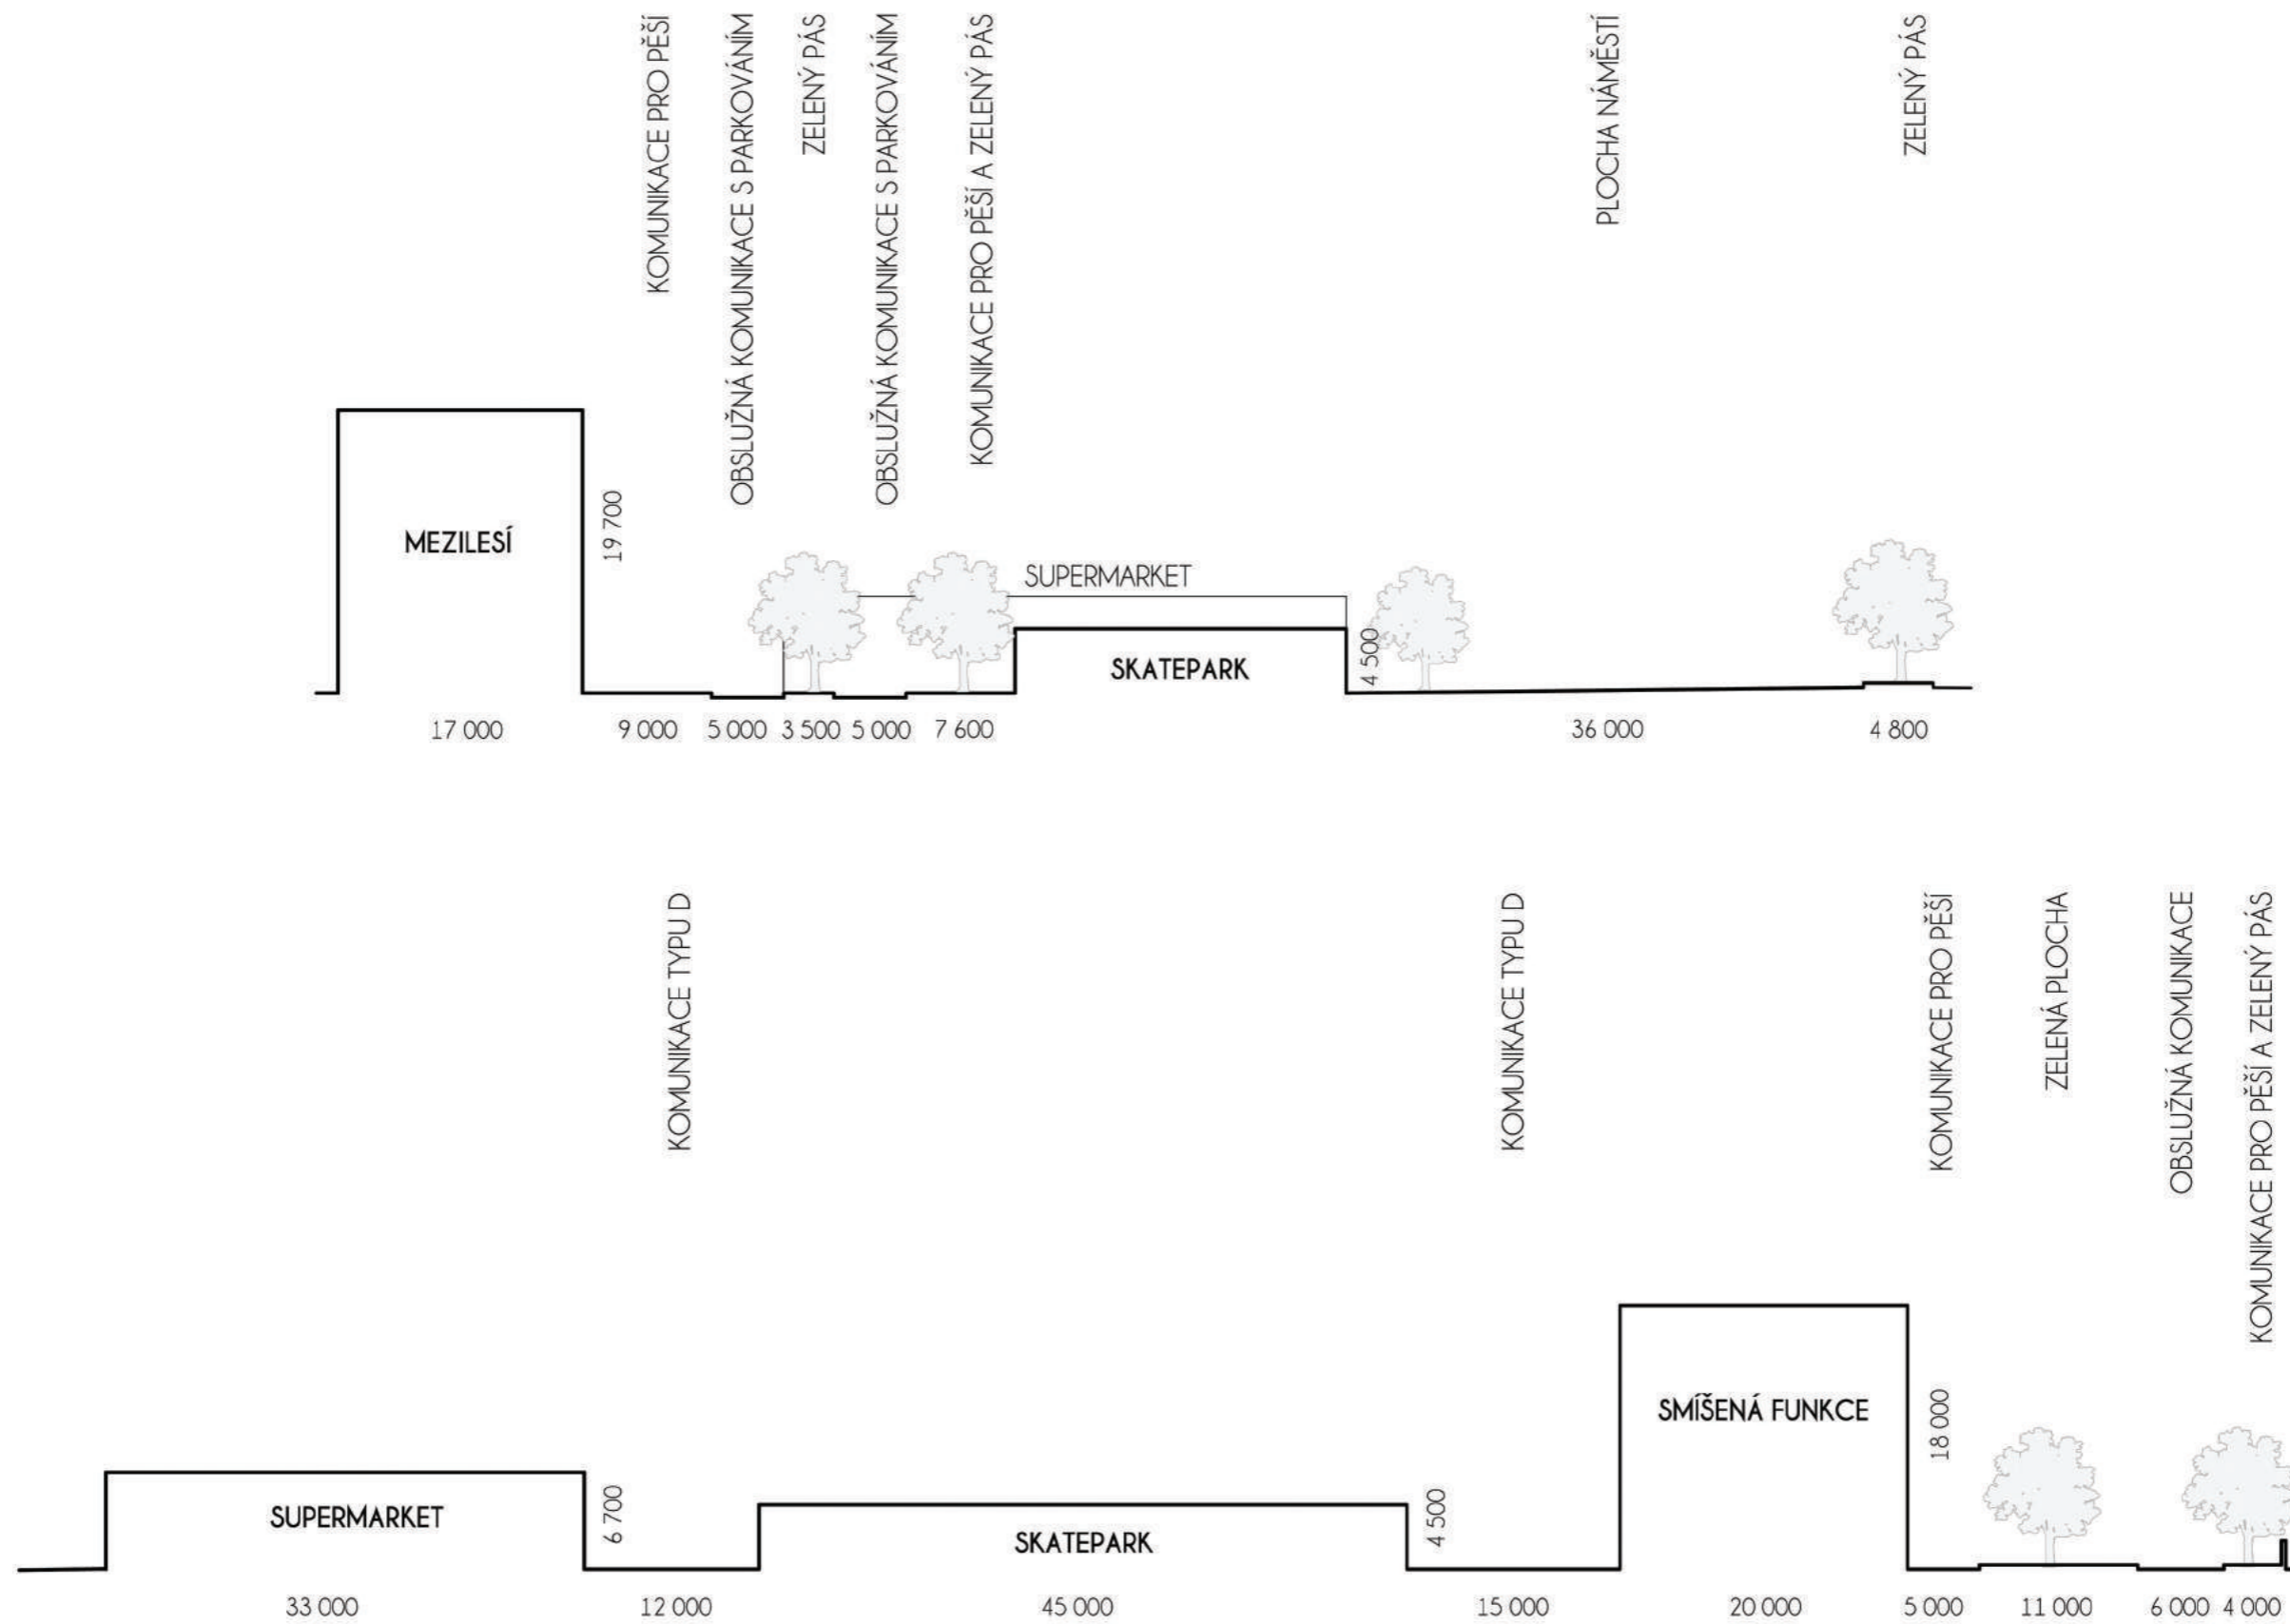 KOMUNIKACE PRO PĚŠÍ
OBSLUŽNÁ KOMUNIKACE S PARKOVÁNÍM
ZELENÝ PÁS
OBSLUŽNÁ KOMUNIKACE S PARKOVÁNÍM
KOMUNIKACE PRO PĚŠÍ A ZELENÝ PÁS
PLOCHA NÁMĚSTÍ
ZELENÝ PÁS
MEZILESÍ
19 700
SUPERMARKET
SKATEPARK
4 500
17 000
9 000
5 000
3 500
5 000
7 600
36 000
4 800
KOMUNIKACE TYPU D
KOMUNIKACE TYPU D
KOMUNIKACE PRO PĚŠÍ
ZELENÁ PLOCHA
OBSLUŽNÁ KOMUNIKACE
KOMUNIKACE PRO PĚŠÍ A ZELENÝ PÁS
SUPERMARKET
6 700
SKATEPARK
4 500
SMÍŠENÁ FUNKCE
18 000
33 000
12 000
45 000
15 000
20 000
5 000
11 000
6 000
4 000